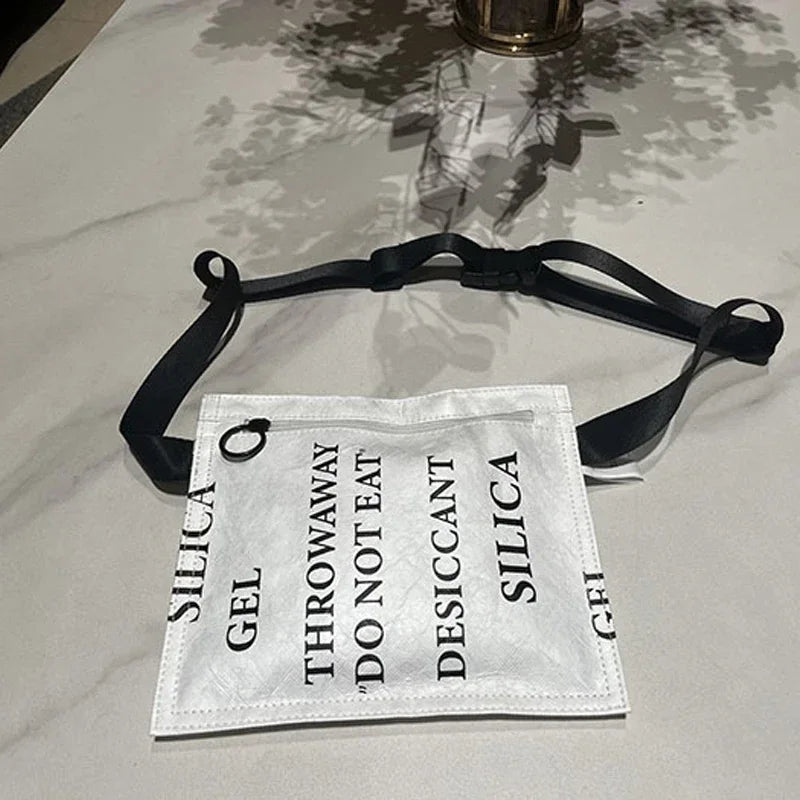 SILICA
GEL
THROWAWAY
"DO NOT EAT"
DESICCANT
SILICA
GEL